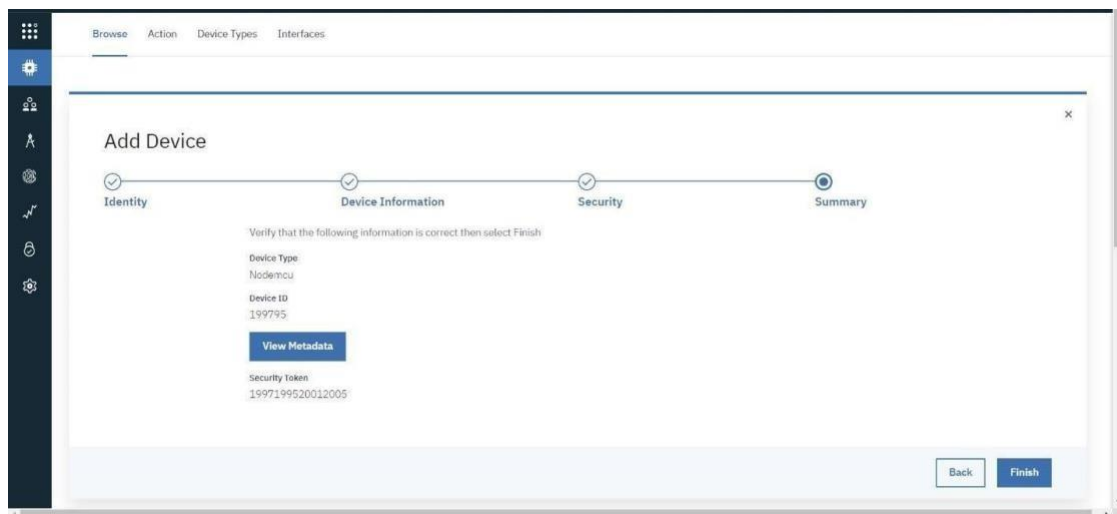 Browse Action Device Types Interfaces
Add Device
Identity Device Information Security Summary
Verify that the following information is correct then select Finish
Device Type
Nodemcu
Device ID
199795
View Metadata
Security Token
1997199520012005
Back Finish